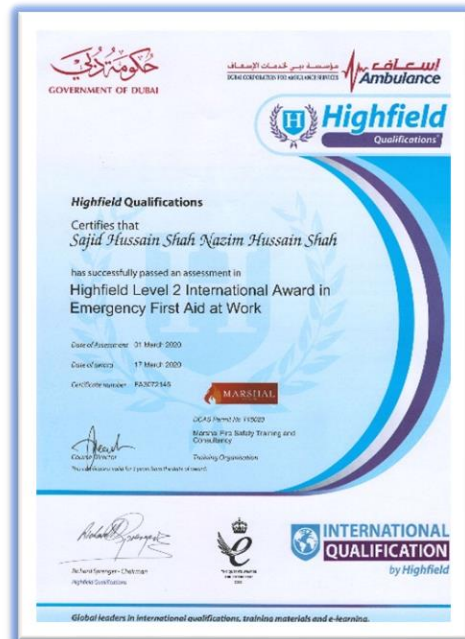 حكومة دبي
GOVERNMENT OF DUBAI
مؤسسة دبي لخدمات الإسعاف
DUBAI CORPORATION FOR AMBULANCE SERVICES
إسعاف
Ambulance
Highfield
Qualifications
Highfield Qualifications
Certifies that
Sajid Hussain Shah Nazim Hussain Shah
has successfully passed an assessment in
Highfield Level 2 International Award in
Emergency First Aid at Work
Date of Assessment 01 March 2020
Date of award 17 March 2020
Certificate number
MARSHAL
DCAS Permit No
Marshal Fire Safety Training and
Consultancy
Course Director
Training Organisation
Richard Sprenger - Chairman
Highfield Qualifications
INTERNATIONAL
QUALIFICATION
by Highfield
Global leaders in international qualifications, training materials and e-learning.